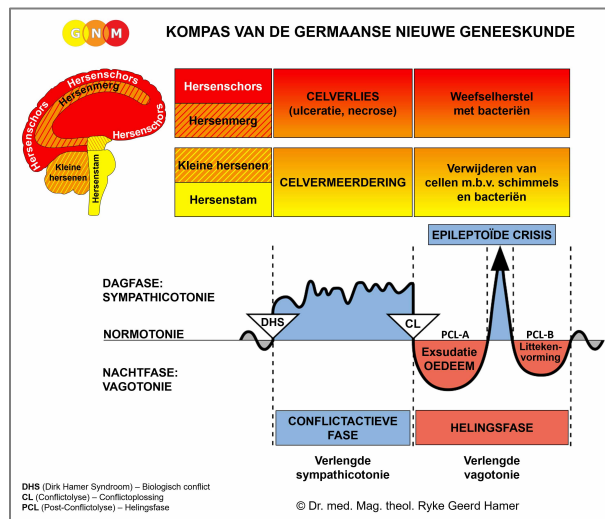 G N M
KOMPAS VAN DE GERMAANSE NIEUWE GENEESKUNDE
Hersenschors
Hersenmerg
Hersenschors
Hersenschors
Kleine
hersenen
Hersenstam
Hersenschors
Hersenmerg
CELVERLIES
(ulceratie, necrose)
Weefselherstel
met bacteriën
Kleine hersenen
Hersenstam
CELVERMEERDERING
Verwijderen van
cellen m.b.v. schimmels
en bacteriën
EPILEPTOÏDE CRISIS
DAGFASE:
SYMPATHICOTONIE
DHS
CL
PCL-A
PCL-B
NORMOTONIE
Exsudatie
OEDEEM
Litteken-
vorming
NACHTFASE:
VAGOTONIE
CONFLICTACTIEVE
FASE
HELINGSFASE
Verlengde
sympathicotonie
Verlengde
vagotonie
DHS (Dirk Hamer Syndroom) – Biologisch conflict
CL (Conflictolyse) – Conflictoplossing
PCL (Post-Conflictolyse) – Helingsfase
© Dr. med. Mag. theol. Ryke Geerd Hamer